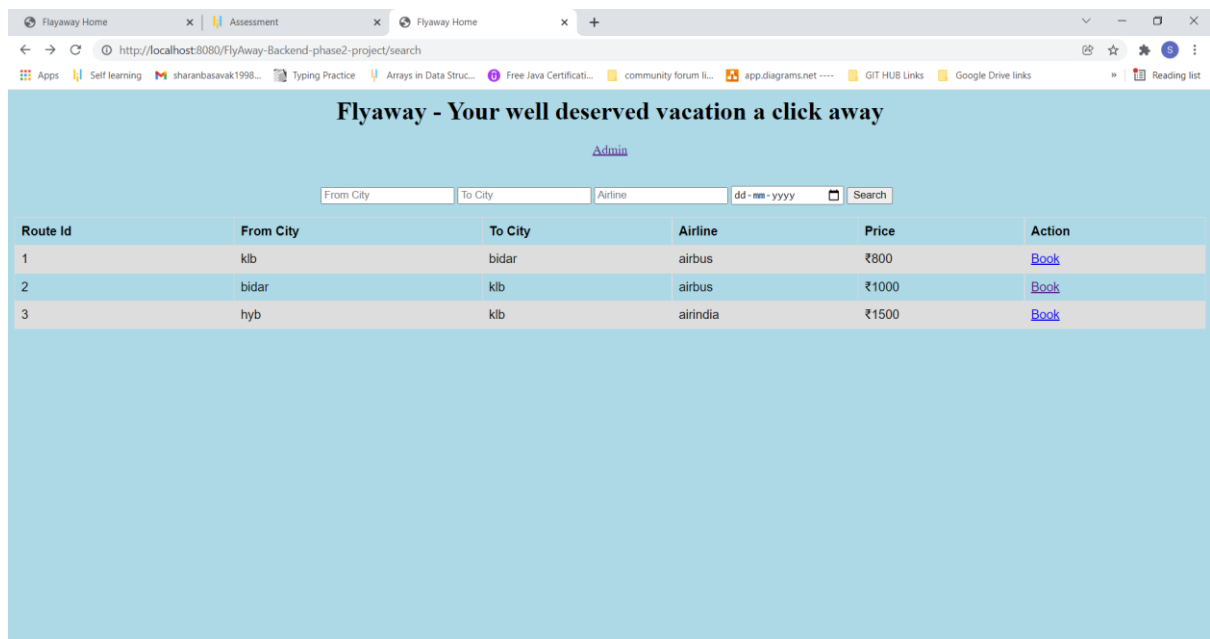 Flayaway Home Assessment Flyaway Home
http://localhost:8080/FlyAway-Backend-phase2-project/search
Apps Self learning sharanbasavak1998... Typing Practice Arrays in Data Struc... Free Java Certificati... community forum li... app.diagrams.net ---- GIT HUB Links Google Drive links » Reading list
Flyaway - Your well deserved vacation a click away
Admin
From City To City Airline dd-mm-yyyy Search
Route Id From City To City Airline Price Action
1 klb bidar airbus ₹800 Book
2 bidar klb airbus ₹1000 Book
3 hyb klb airindia ₹1500 Book